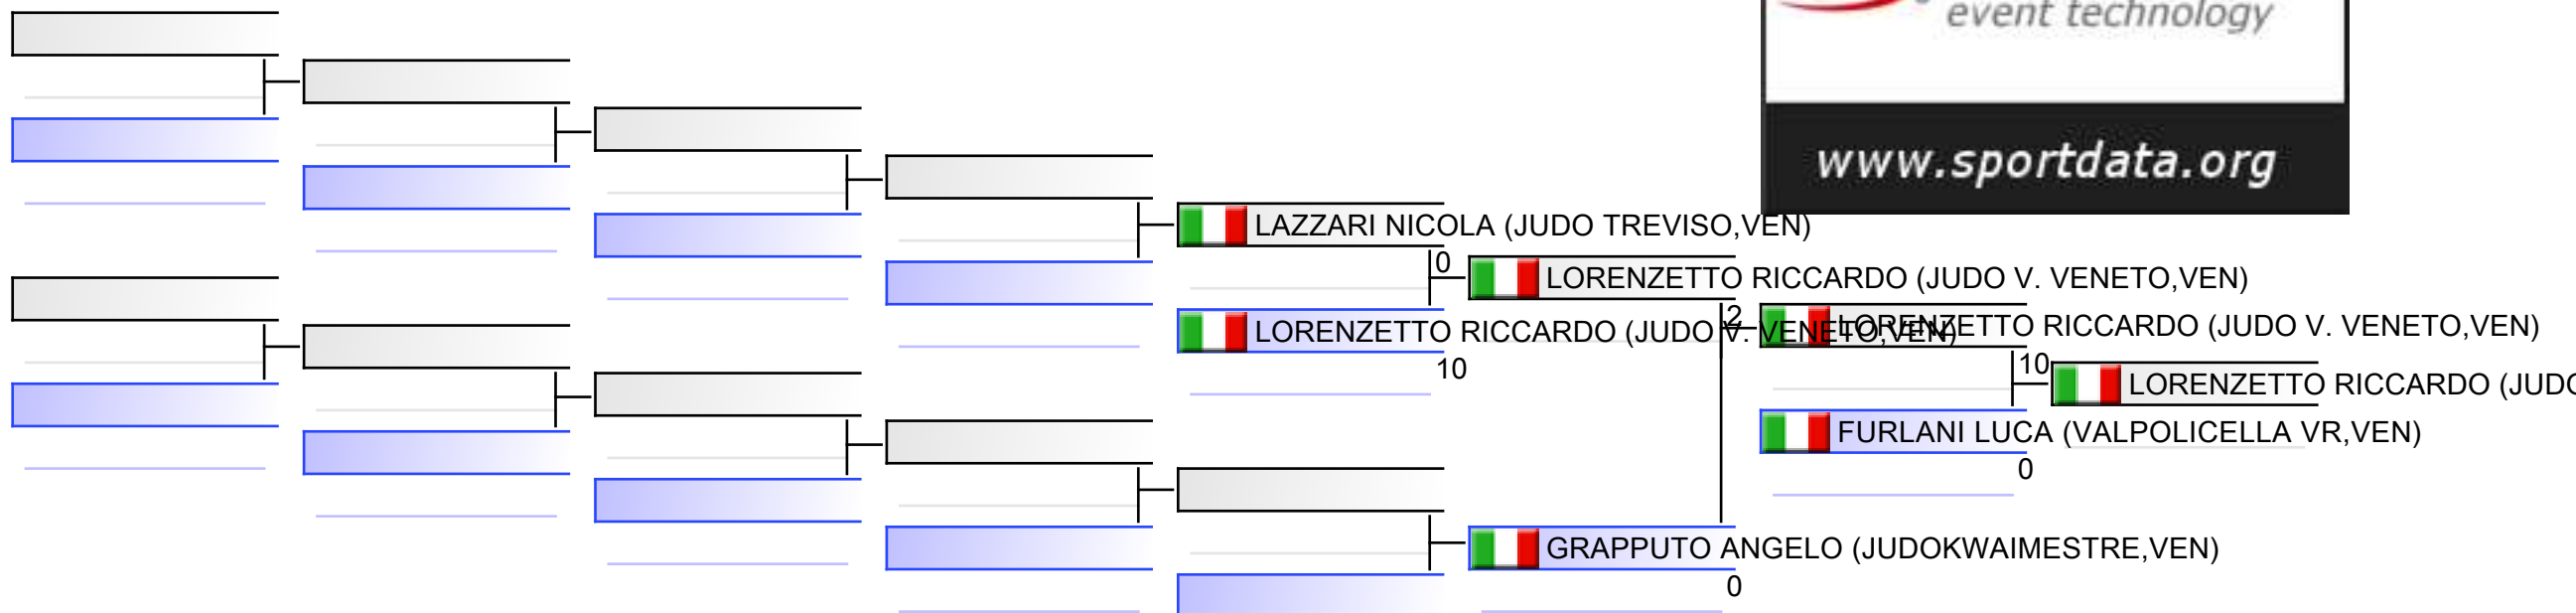 event technology
www.sportdata.org
LAZZARI NICOLA (JUDO TREVISO,VEN)
0
LORENZETTO RICCARDO (JUDO V. VENETO,VEN)
2
LORENZETTO RICCARDO (JUDO V. VENETO,VEN)
LORENZETTO RICCARDO (JUDO V. VENETO,VEN)
10
10
LORENZETTO RICCARDO (JUDO
FURLANI LUCA (VALPOLICELLA VR,VEN)
0
GRAPPUTO ANGELO (JUDOKWAIMESTRE,VEN)
0